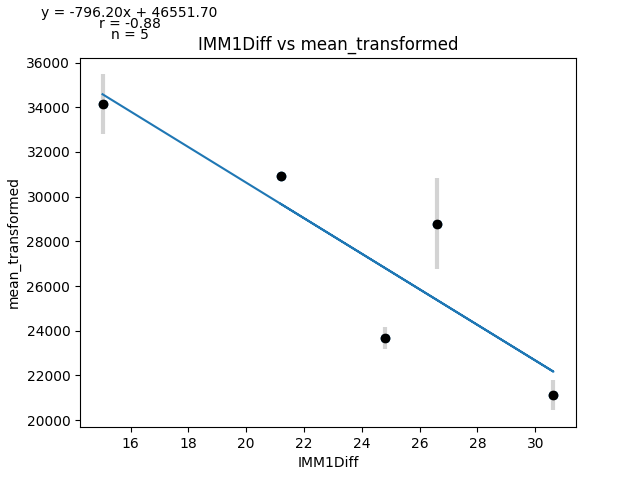 y = -796.20x + 46551.70
r = -0.88
n = 5
IMM1Diff vs mean_transformed
36000
34000
32000
30000
28000
26000
24000
22000
20000
mean_transformed
16 18 20 22 24 26 28 30
IMM1Diff